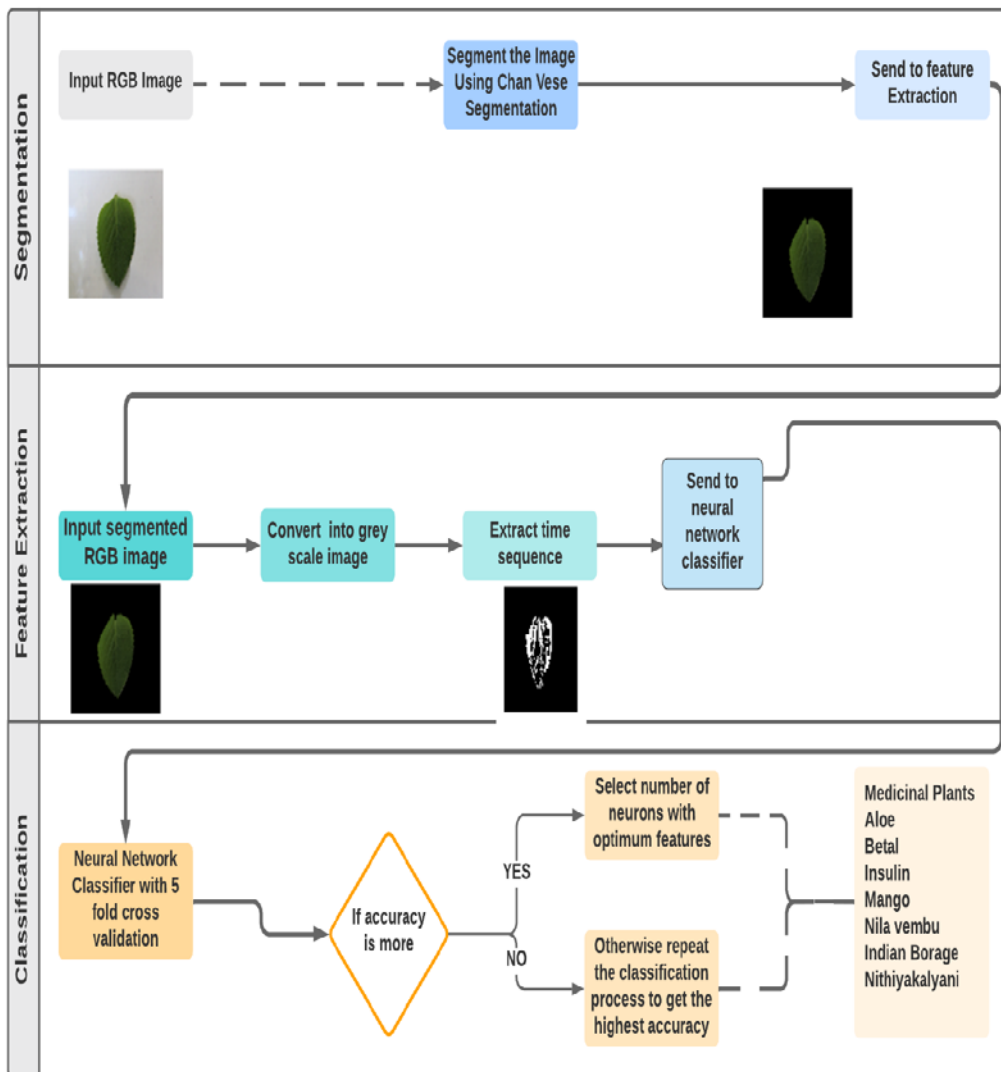 Segmentation
Input RGB Image
Segment the Image
Using Chan Vese
Segmentation
Send to feature
Extraction
Feature Extraction
Input segmented
RGB image
Convert into grey
scale image
Extract time
sequence
Send to
neural
network
classifier
Classification
Neural Network
Classifier with 5
fold cross
validation
If accuracy
is more
YES
NO
Select number of
neurons with
optimum features
Otherwise repeat
the classification
process to get the
highest accuracy
Medicinal Plants
Aloe
Betal
Insulin
Mango
Nila vembu
Indian Borage
Nithiyakalyani